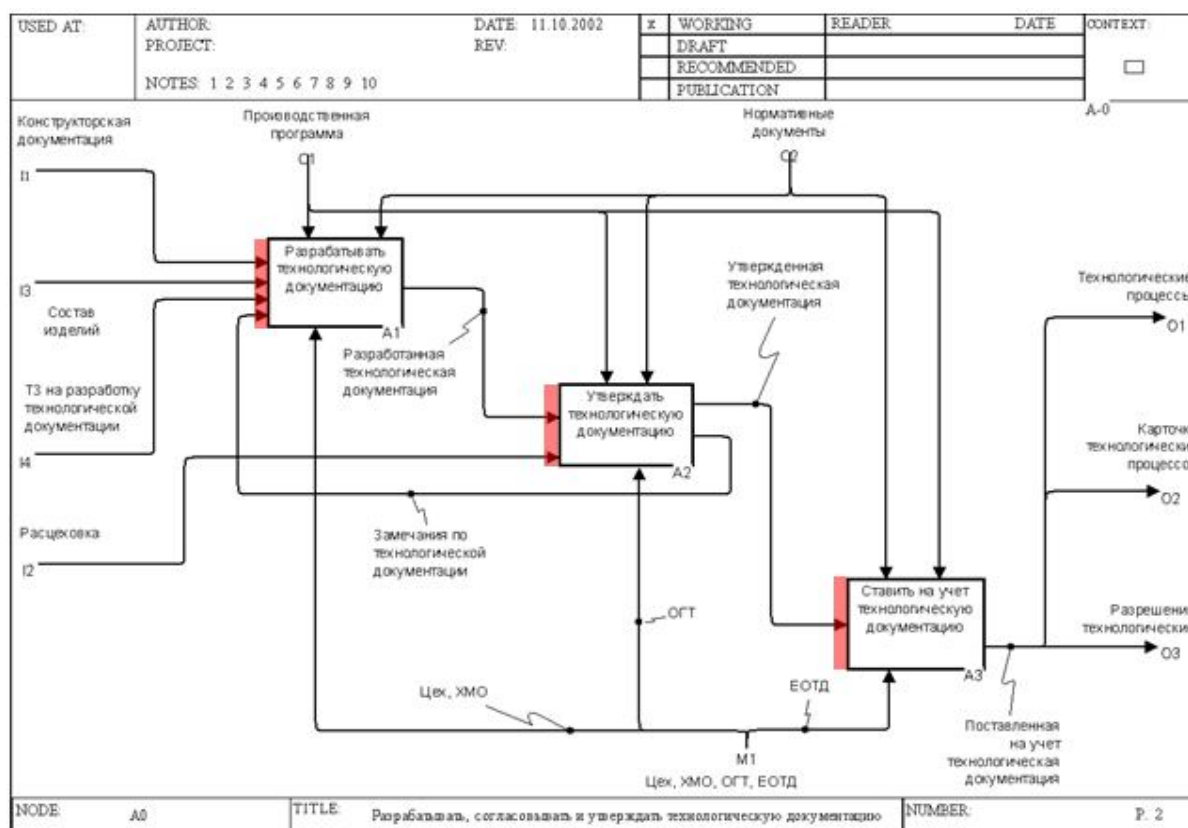 USED AT:
AUTHOR:
DATE: 11.10.2002
PROJECT:
REV:
NOTES: 1 2 3 4 5 6 7 8 9 10
x
WORKING
READER
DATE
DRAFT
RECOMMENDED
PUBLICATION
CONTEXT:
A-0
Конструкторская
документация
I1
Производственная
программа
C1
Нормативные
документы
C2
I3
Состав
изделий
Разрабатывать
технологическую
документацию
A1
Утвержденная
технологическая
документация
Технологические
процессы
O1
Разработанная
технологическая
документация
ТЗ на разработку
технологической
документации
I4
Утверждать
технологическую
документацию
A2
Карточк
технологически
процессо
O2
Расцеховка
I2
Замечания по
технологической
документации
Ставить на учет
технологическую
документацию
A3
ОГТ
Разрешени
технологически
O3
Цех, ХМО
ЕОТД
M1
Цех, ХМО, ОГТ, ЕОТД
Поставленная
на учет
технологическая
документация
NODE:
A0
TITLE:
Разрабатывать, согласовывать и утверждать технологическую документацию
NUMBER:
P. 2